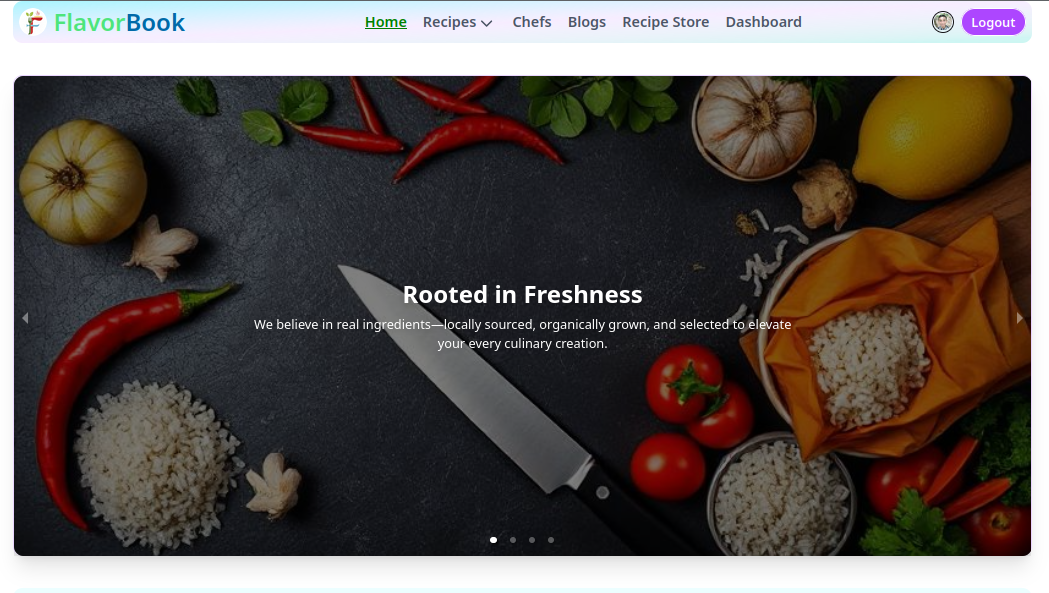 FlavorBook
Home Recipes Chefs Blogs Recipe Store Dashboard Logout
Rooted in Freshness
We believe in real ingredients—locally sourced, organically grown, and selected to elevate
your every culinary creation.